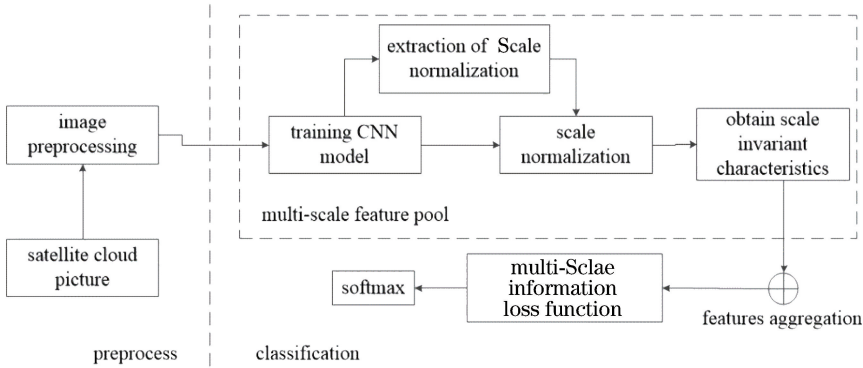 extraction of Scale
normalization
image
preprocessing
training CNN
model
scale
normalization
obtain scale
invariant
characteristics
multi-scale feature pool
satellite cloud
picture
softmax
multi-Sclae
information
loss function
features aggregation
preprocess
classification